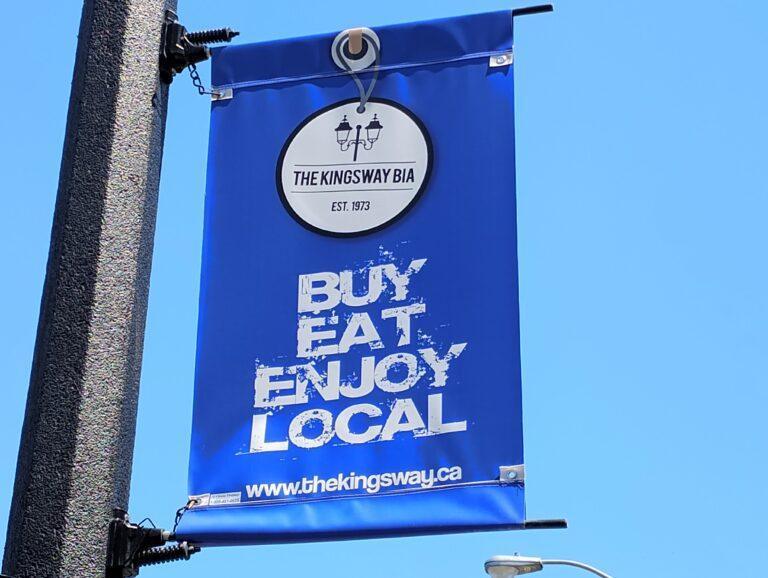 THE KINGSWAY BIA
EST. 1973
BUY
EAT
ENJOY
LOCAL
www.thekingsway.ca